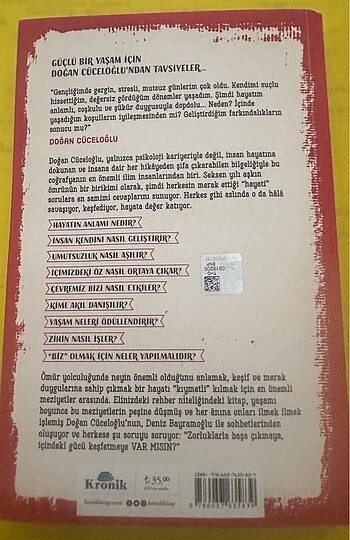 GÜÇLÜ BİR YAŞAM İÇİN
DOĞAN CÜCELOĞLU'NDAN TAVSİYELER...
"Gençliğimde gergin, stresli, mutsuz günlerim çok oldu. Kendimi suçlu
hissettiğim, değersiz gördüğüm dönemler yaşadım. Şimdi hayatım
anlamlı, coşkulu ve şükür duygusuyla dopdolu... Neden? İçinde
yaşadığım koşulların iyileşmesinden mi? Geliştirdiğim farkındalıkların
sonucu mu?"
DOĞAN CÜCELOĞLU
Doğan Cüceloğlu, yalnızca psikoloji kariyeriyle değil, insan hayatına
dokunan ve insana dair her hikâyeden şifa çıkarabilen bilgeliğiyle bu
coğrafyanın en önemli ilim insanlarından biri. Seksen yılı aşkın
ömrünün bir birikimi olarak, şimdi herkesin merak ettiği "hayati"
sorulara en samimi cevaplarını sunuyor. Herkes gibi aslında o da hâlâ
savaşıyor, keşfediyor, hayata değer katıyor.
HAYATIN ANLAMI NEDİR?
İNSAN KENDİNİ NASIL GELİŞTİRİR?
UMUTSUZLUK NASIL AŞILIR?
İÇİMİZDEKİ ÖZ NASIL ORTAYA ÇIKAR?
ÇEVREMİZ BİZİ NASIL ETKİLER?
KİME AKIL DANIŞILIR?
YAŞAM NELERİ ÖDÜLLENDİRİR?
ZİHİN NASIL İŞLER?
"BİZ" OLMAK İÇİN NELER YAPILMALIDIR?
Ömür yolculuğunda neyin önemli olduğunu anlamak, keşif ve merak
duygularına sahip çıkmak bir hayatı "kıymetli" kılmak için en önemli
meziyetler arasında. Elinizdeki rehber niteliğindeki kitap, yaşamı
boyunca bu meziyetlerin peşine düşmüş ve her ânına onları ilmek ilmek
işlemiş Doğan Cüceloğlu'nun, Deniz Bayramoğlu ile sohbetlerinden
oluşuyor ve herkese şu soruyu soruyor: "Zorluklarla başa çıkmaya,
içindeki gücü keşfetmeye VAR MISIN?"
Kronik
₺35,00